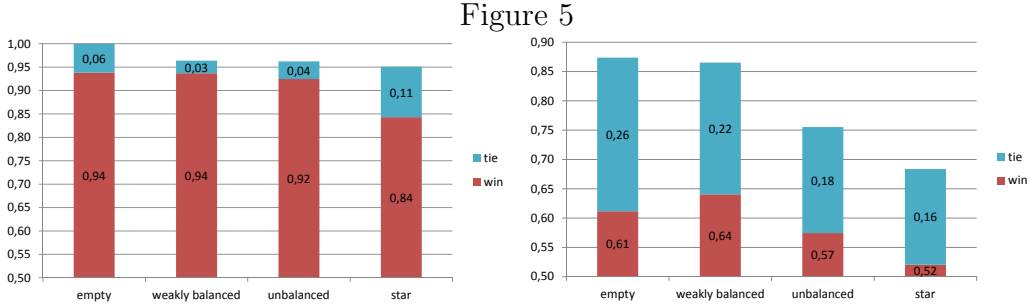 Figure 5
1,00
0,95
0,90
0,85
0,80
0,75
0,70
0,65
0,60
0,55
0,50
0,06
0,03
0,04
0,11
0,94
0,94
0,92
0,84
empty
weakly balanced
unbalanced
star
tie
win
0,90
0,85
0,80
0,75
0,70
0,65
0,60
0,55
0,50
0,26
0,22
0,18
0,16
0,61
0,64
0,57
0,52
empty
weakly balanced
unbalanced
star
tie
win